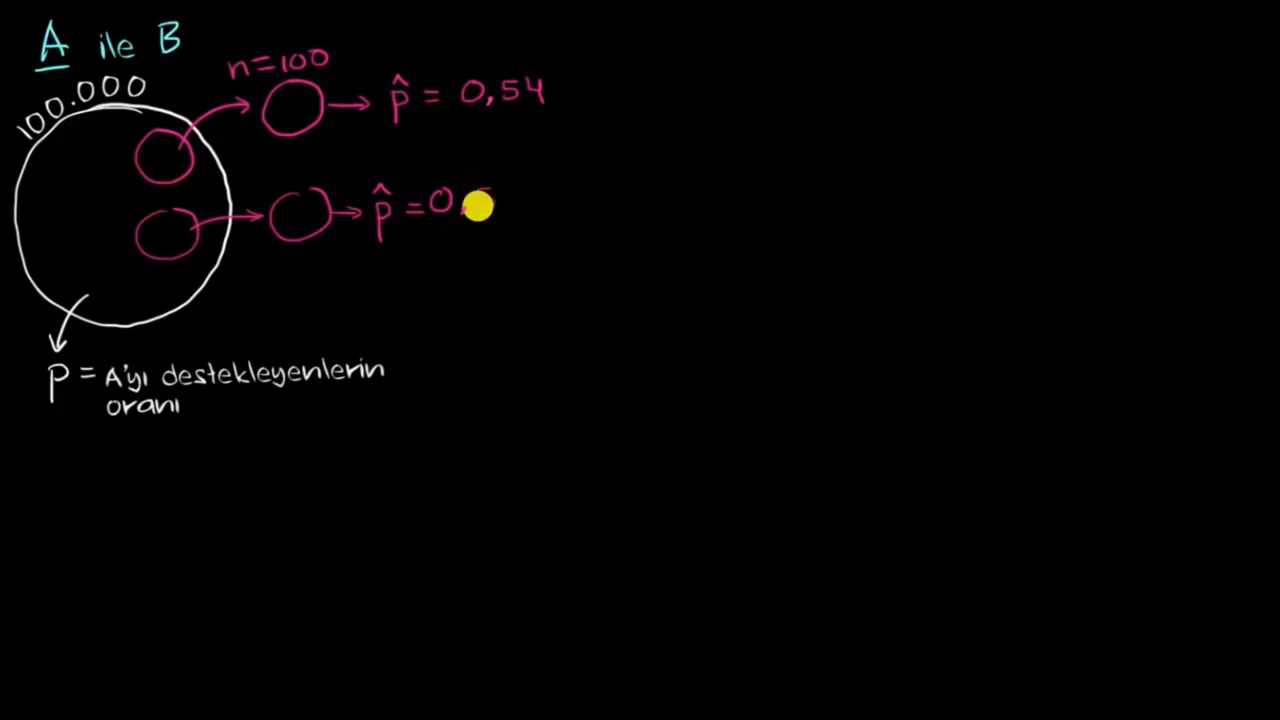 A ile B
100.000
n=100
p̂ = 0,54
p̂ = 0,
p = A'yı destekleyenlerin
oranı